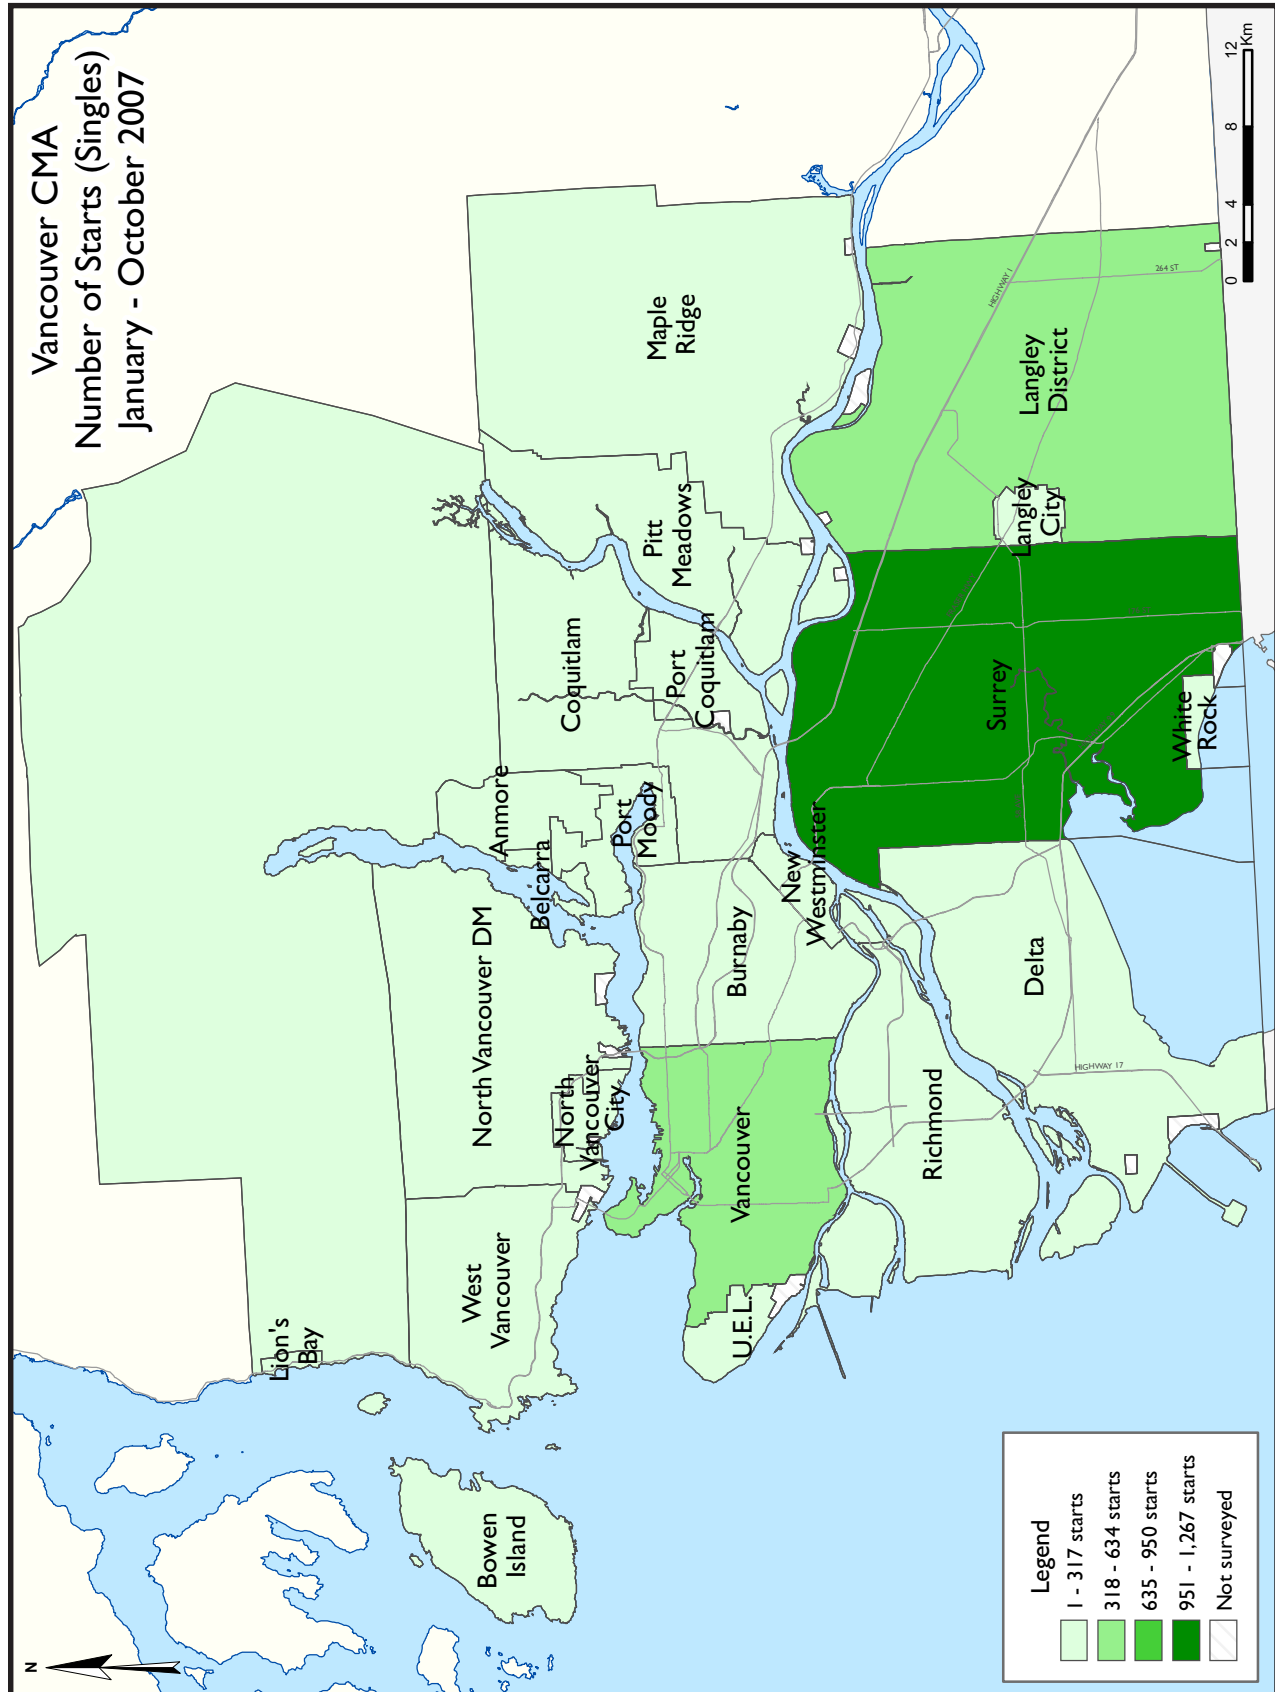 Vancouver CMA
Number of Starts (Singles)
January - October 2007
N
Lion's
Bay
Bowen
Island
West
Vancouver
North Vancouver DM
North
Vancouver
City
Anmore
Belcarra
Port
Moody
Coquitlam
Port
Coquitlam
Pitt
Meadows
Maple
Ridge
U.E.L.
Vancouver
Burnaby
New
Westminster
Richmond
Delta
Surrey
White
Rock
Langley
City
Langley
District
HIGHWAY 1
264 ST
HIGHWAY 17
Legend
1 - 317 starts
318 - 634 starts
635 - 950 starts
951 - 1,267 starts
Not surveyed
0 2 4 8 12
Km